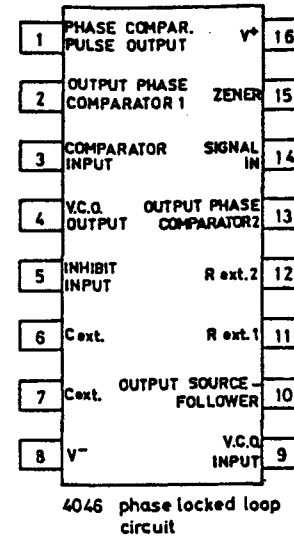 1 PHASE COMPAR.
PULSE OUTPUT
V+ 16
2 OUTPUT PHASE
COMPARATOR 1
ZENER 15
3 COMPARATOR
INPUT
SIGNAL
IN 14
4 V.C.O.
OUTPUT
OUTPUT PHASE
COMPARATOR2 13
5 INHIBIT
INPUT
R ext.2 12
6 C ext.
R ext.1 11
7 C ext.
OUTPUT SOURCE-
FOLLOWER 10
8 V-
V.C.O.
INPUT 9
4046 phase locked loop
circuit